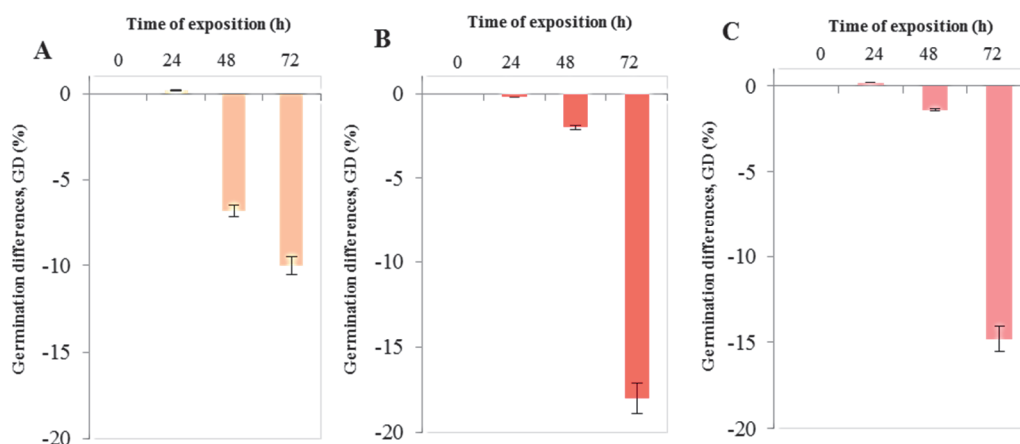 A
Time of exposition (h)
0 24 48 72
Germination differences, GD (%)
0
-5
-10
-15
-20
B
Time of exposition (h)
0 24 48 72
Germination differences, GD (%)
0
-5
-10
-15
-20
C
Time of exposition (h)
0 24 48 72
Germination differences, GD (%)
0
-5
-10
-15
-20